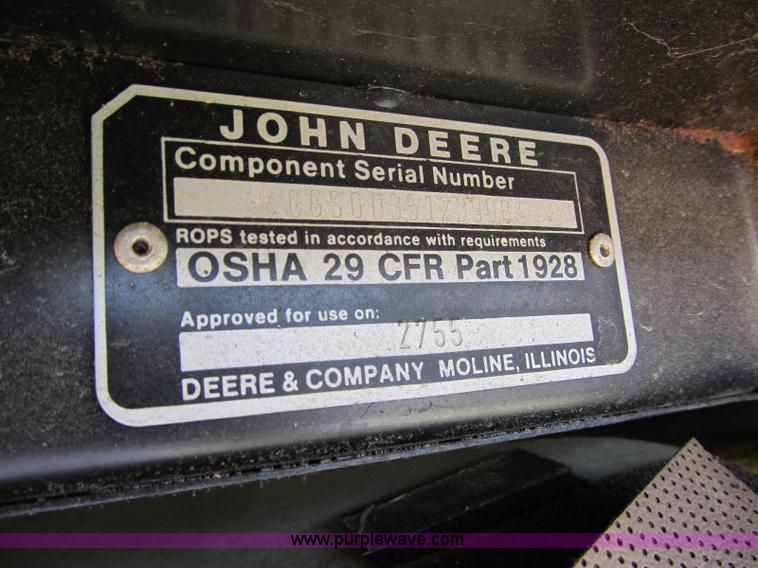 JOHN DEERE
Component Serial Number
ROPS tested in accordance with requirements
OSHA 29 CFR Part 1928
Approved for use on:
2755
DEERE & COMPANY MOLINE, ILLINOIS
www.purplewave.com